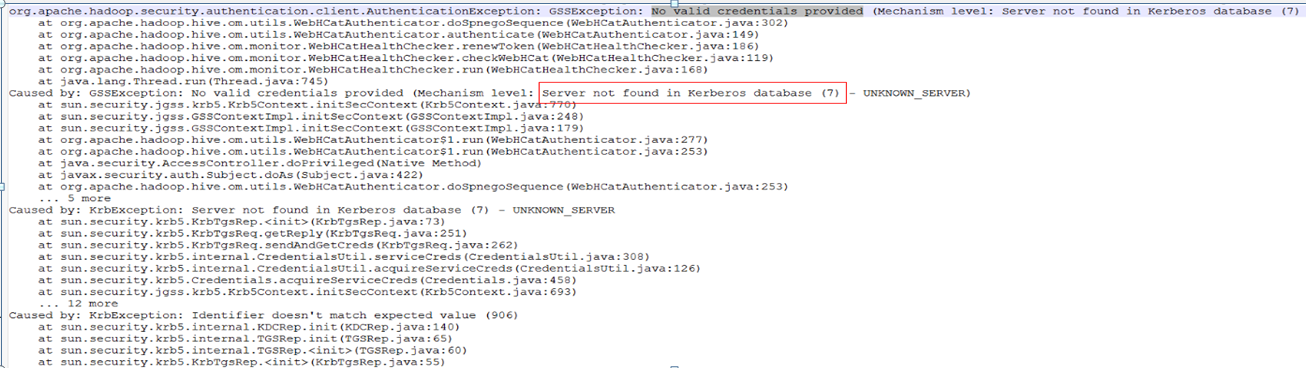 org.apache.hadoop.security.authentication.client.AuthenticationException: GSSException: No valid credentials provided (Mechanism level: Server not found in Kerberos database (7)
at org.apache.hadoop.hive.om.utils.WebHCatAuthenticator.doSpnegoSequence(WebHCatAuthenticator.java:302)
at org.apache.hadoop.hive.om.utils.WebHCatAuthenticator.authenticate(WebHCatAuthenticator.java:149)
at org.apache.hadoop.hive.om.monitor.WebHCatHealthChecker.renewToken(WebHCatHealthChecker.java:186)
at org.apache.hadoop.hive.om.monitor.WebHCatHealthChecker.checkWebHCat(WebHCatHealthChecker.java:119)
at org.apache.hadoop.hive.om.monitor.WebHCatHealthChecker.run(WebHCatHealthChecker.java:168)
at java.lang.Thread.run(Thread.java:745)
Caused by: GSSException: No valid credentials provided (Mechanism level: Server not found in Kerberos database (7) - UNKNOWN_SERVER)
at sun.security.jgss.krb5.Krb5Context.initSecContext(Krb5Context.java:770)
at sun.security.jgss.GSSContextImpl.initSecContext(GSSContextImpl.java:248)
at sun.security.jgss.GSSContextImpl.initSecContext(GSSContextImpl.java:179)
at org.apache.hadoop.hive.om.utils.WebHCatAuthenticator$1.run(WebHCatAuthenticator.java:277)
at org.apache.hadoop.hive.om.utils.WebHCatAuthenticator$1.run(WebHCatAuthenticator.java:253)
at java.security.AccessController.doPrivileged(Native Method)
at javax.security.auth.Subject.doAs(Subject.java:422)
at org.apache.hadoop.hive.om.utils.WebHCatAuthenticator.doSpnegoSequence(WebHCatAuthenticator.java:253)
... 5 more
Caused by: KrbException: Server not found in Kerberos database (7) - UNKNOWN_SERVER
at sun.security.krb5.KrbTgsRep.<init>(KrbTgsRep.java:73)
at sun.security.krb5.KrbTgsReq.getReply(KrbTgsReq.java:251)
at sun.security.krb5.KrbTgsReq.sendAndGetCreds(KrbTgsReq.java:262)
at sun.security.krb5.internal.CredentialsUtil.serviceCreds(CredentialsUtil.java:308)
at sun.security.krb5.internal.CredentialsUtil.acquireServiceCreds(CredentialsUtil.java:126)
at sun.security.krb5.Credentials.acquireServiceCreds(Credentials.java:458)
at sun.security.jgss.krb5.Krb5Context.initSecContext(Krb5Context.java:693)
... 12 more
Caused by: KrbException: Identifier doesn't match expected value (906)
at sun.security.krb5.internal.KDCRep.init(KDCRep.java:140)
at sun.security.krb5.internal.TGSRep.init(TGSRep.java:65)
at sun.security.krb5.internal.TGSRep.<init>(TGSRep.java:60)
at sun.security.krb5.KrbTgsRep.<init>(KrbTgsRep.java:55)